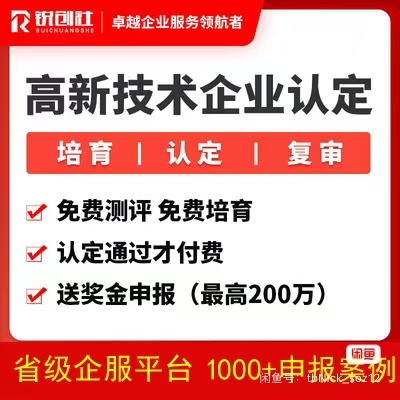 锐创社
RUICHUANGSHE
卓越企业服务领航者
高新技术企业认定
培育 | 认定 | 复审
免费测评 免费培育
认定通过才付费
送奖金申报（最高200万）
闲鱼
省级企服平台 1000+申报案例
闲鱼号：